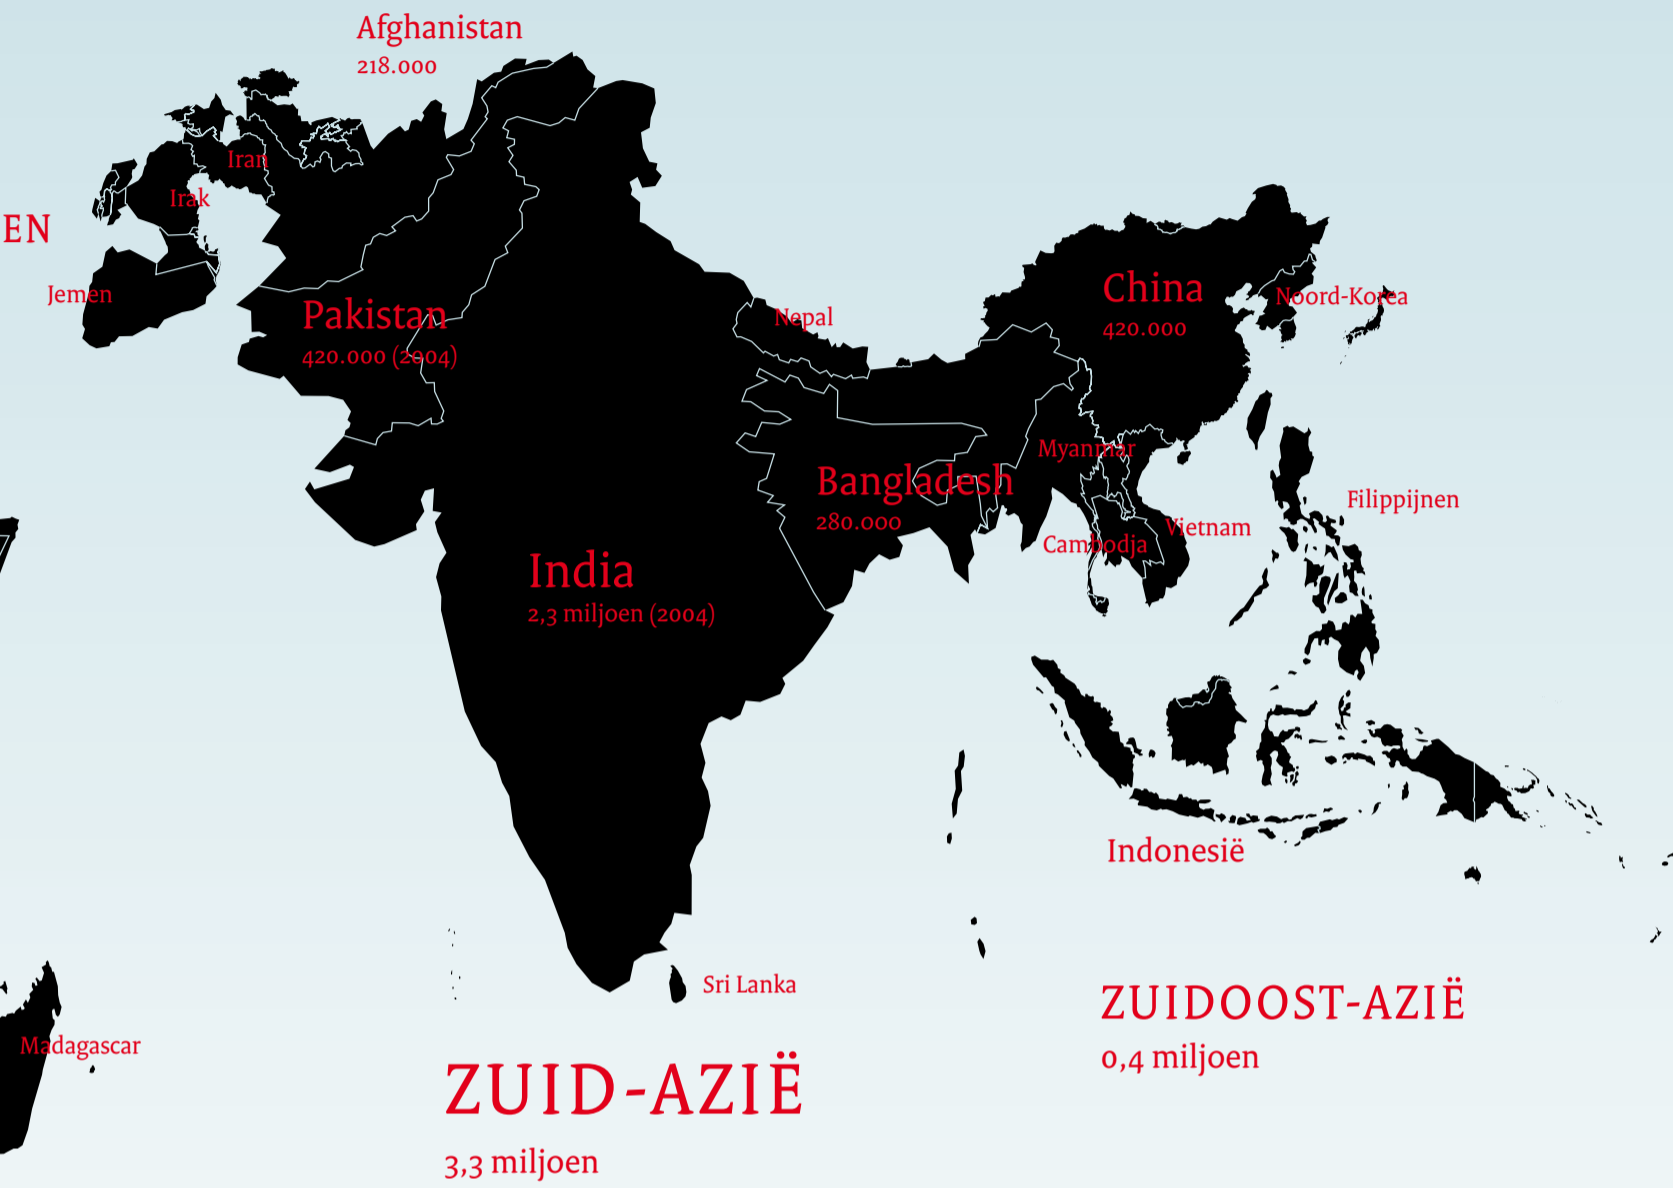 Afghanistan
218.000
Iran
Irak
EN
Jemen
Pakistan
420.000 (2004)
Nepal
China
420.000
Noord-Korea
Myanmar
Bangladesh
280.000
Filippijnen
Vietnam
Cambodja
India
2,3 miljoen (2004)
Indonesië
Sri Lanka
ZUIDOOST-AZIË
0,4 miljoen
Madagascar
ZUID-AZIË
3,3 miljoen